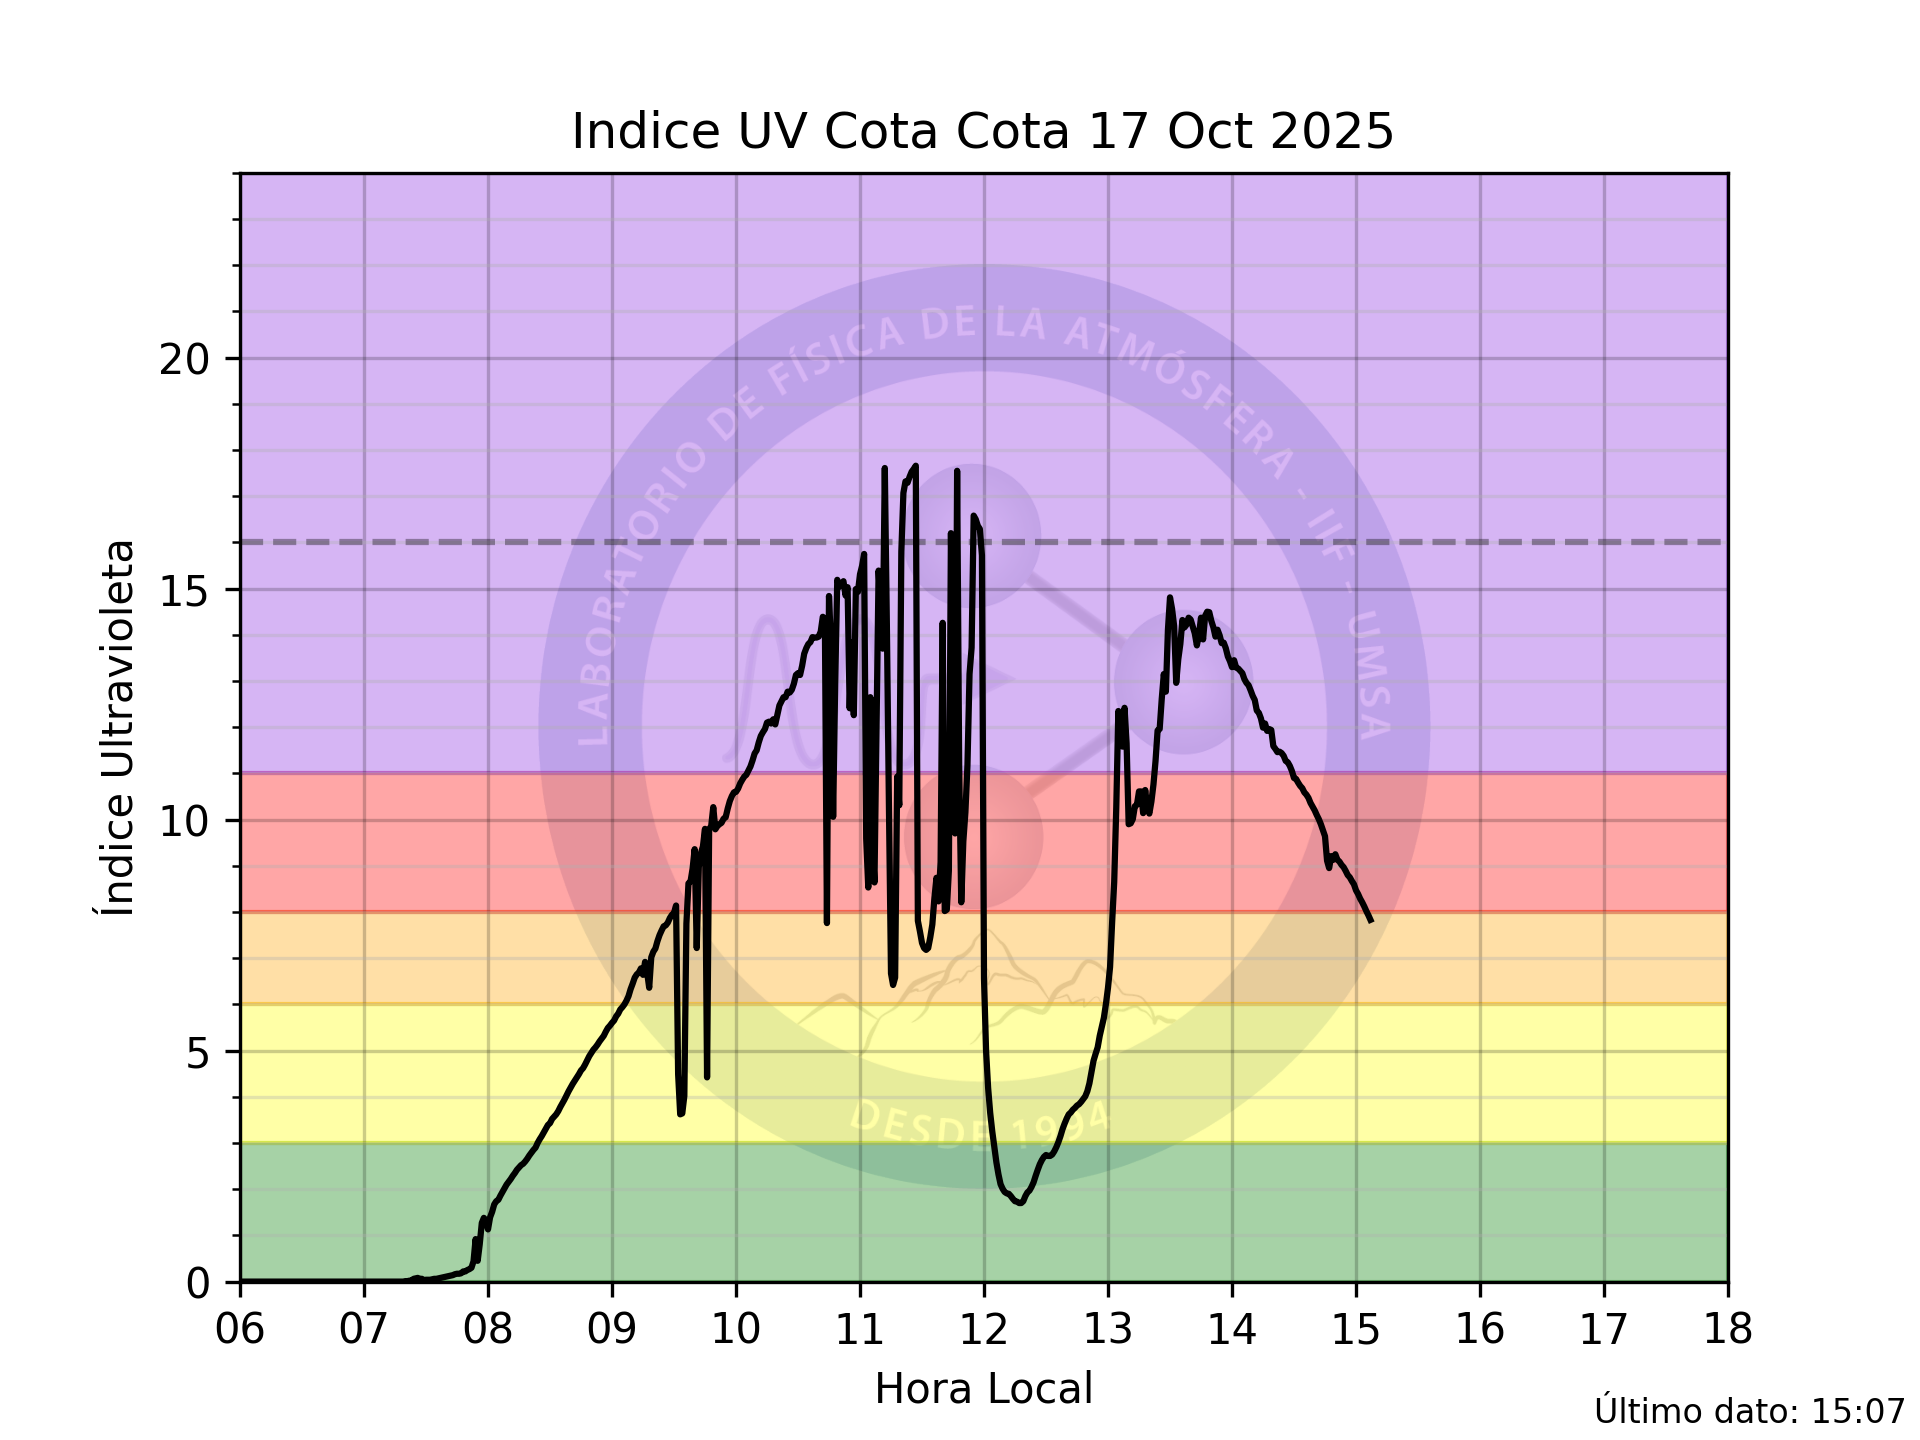 Indice UV Cota Cota 17 Oct 2025
LABORATORIO DE FÍSICA DE LA ATMÓSFERA - IIF - UMSA
DESDE 1994
Índice Ultravioleta
20
15
10
5
0
06 07 08 09 10 11 12 13 14 15 16 17 18
Hora Local
Último dato: 15:07